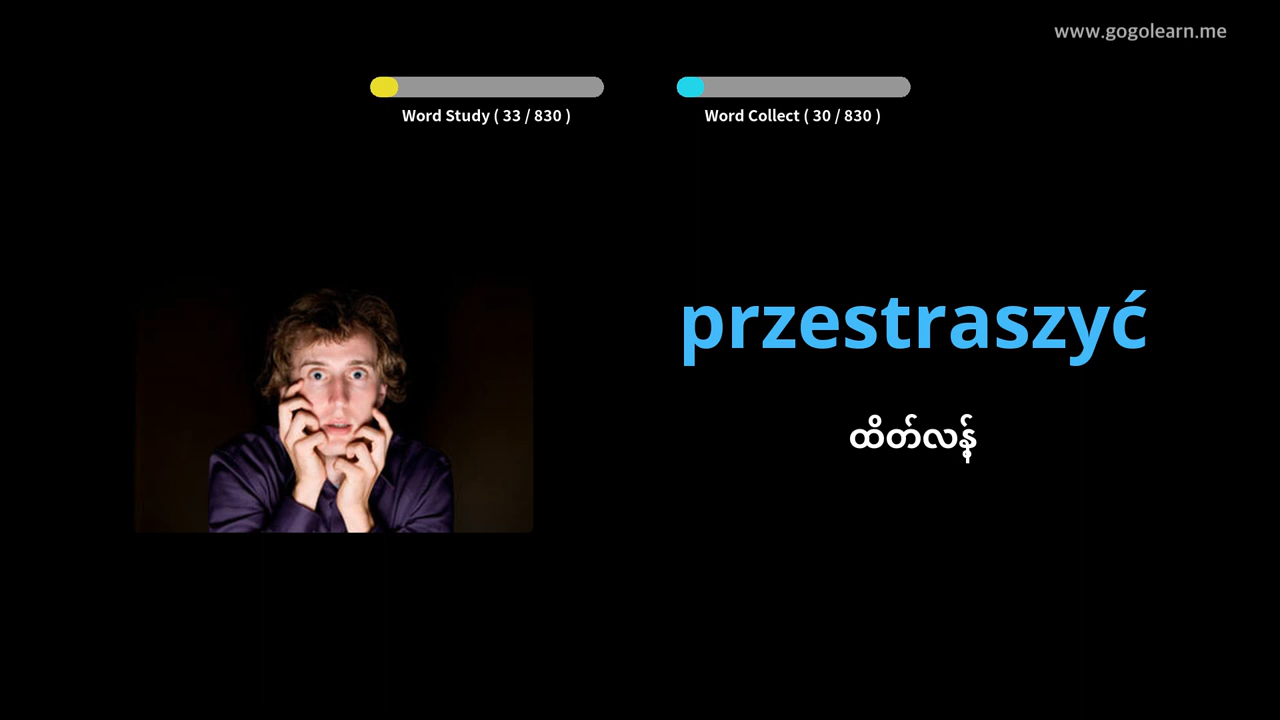 www.gogolearn.me
Word Study ( 33 / 830 )
Word Collect ( 30 / 830 )
przestraszyć
ထိတ်လန့်